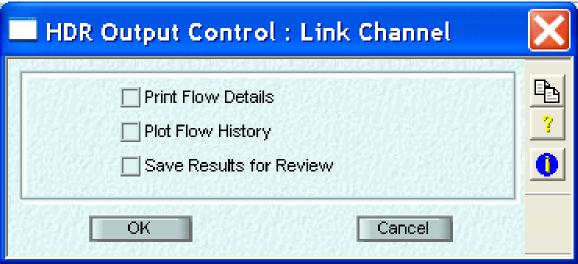 HDR Output Control : Link Channel
Print Flow Details
Plot Flow History
Save Results for Review
OK
Cancel